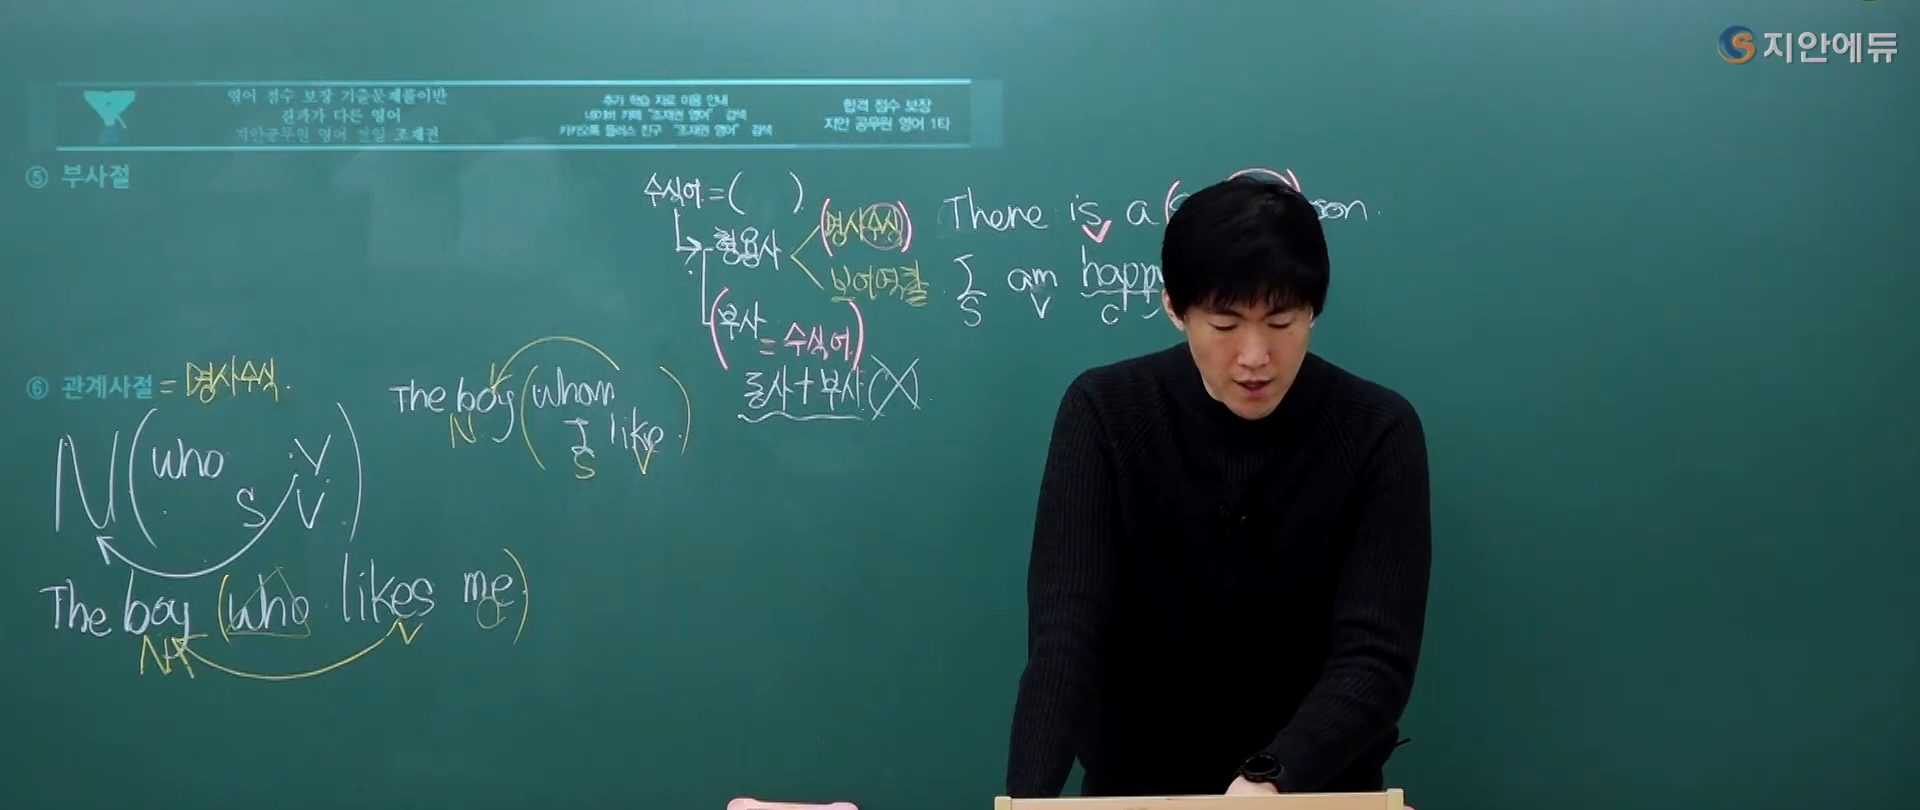 지안에듀
영어 점수 보장 기출문제풀이반
결과가 다른 영어
지안공무원 영어 전임 조재권
추가 학습 자료 이용 안내
네이버 카페 "조재권 영어" 검색
카카오톡 플러스 친구 "조재권 영어" 검색
합격 점수 보장
지안 공무원 영어 1타
⑤ 부사절
수식어 = ( )
형용사
(명사수식)
보어역할
(부사 = 수식어)
동사 + 부사 (X)
There is a ( son.
V
I am happy
S V C
⑥ 관계사절 = 명사수식.
N (who V
S V)
The boy (whom
N I like.)
S V
The boy (who likes me)
N V O